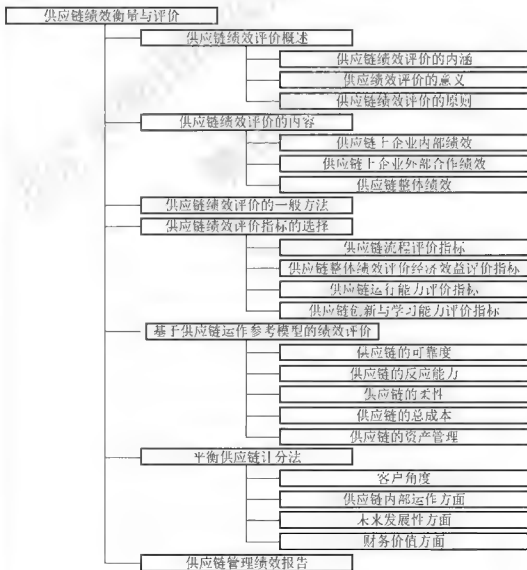 供应链绩效衡量与评价
供应链绩效评价概述
供应链绩效评价的内涵
供应绩效评价的意义
供应链绩效评价的原则
供应链绩效评价的内容
供应链上企业内部绩效
供应链上企业外部合作绩效
供应链整体绩效
供应链绩效评价的一般方法
供应链绩效评价指标的选择
供应链流程评价指标
供应链整体绩效评价经济效益评价指标
供应链运行能力评价指标
供应链创新与学习能力评价指标
基于供应链运作参考模型的绩效评价
供应链的可靠度
供应链的反应能力
供应链的柔性
供应链的总成本
供应链的资产管理
平衡供应链计分法
客户角度
供应链内部运作方面
未来发展性方面
财务价值方面
供应链管理绩效报告